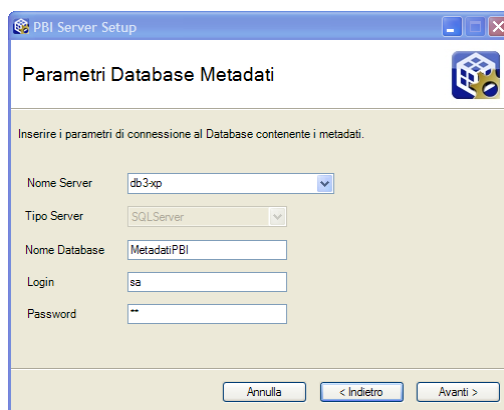 PBI Server Setup
Parametri Database Metadati
Inserire i parametri di connessione al Database contenente i metadati.
Nome Server db3-xp
Tipo Server SQLServer
Nome Database MetadatiPBI
Login sa
Password **
Annulla < Indietro Avanti >